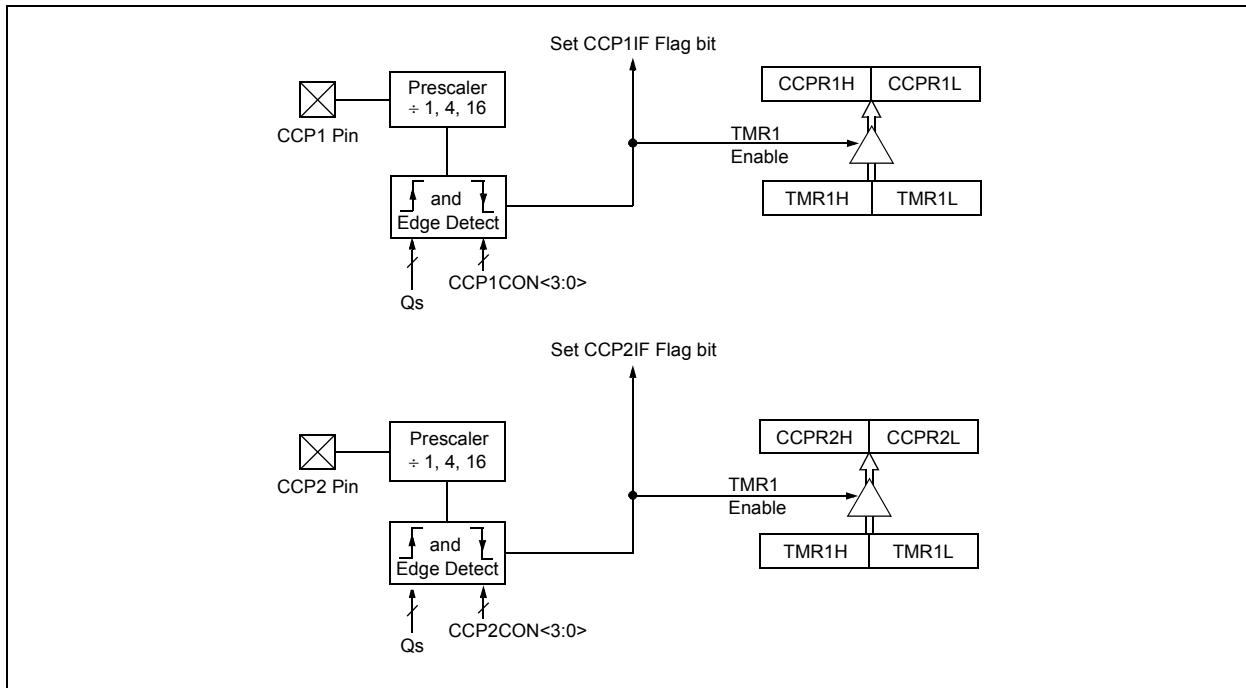 Set CCP1IF Flag bit
Prescaler
÷ 1, 4, 16
CCP1 Pin
CCPR1H CCPR1L
TMR1
Enable
and
Edge Detect
TMR1H TMR1L
CCP1CON<3:0>
Qs
Set CCP2IF Flag bit
Prescaler
÷ 1, 4, 16
CCP2 Pin
CCPR2H CCPR2L
TMR1
Enable
and
Edge Detect
TMR1H TMR1L
CCP2CON<3:0>
Qs